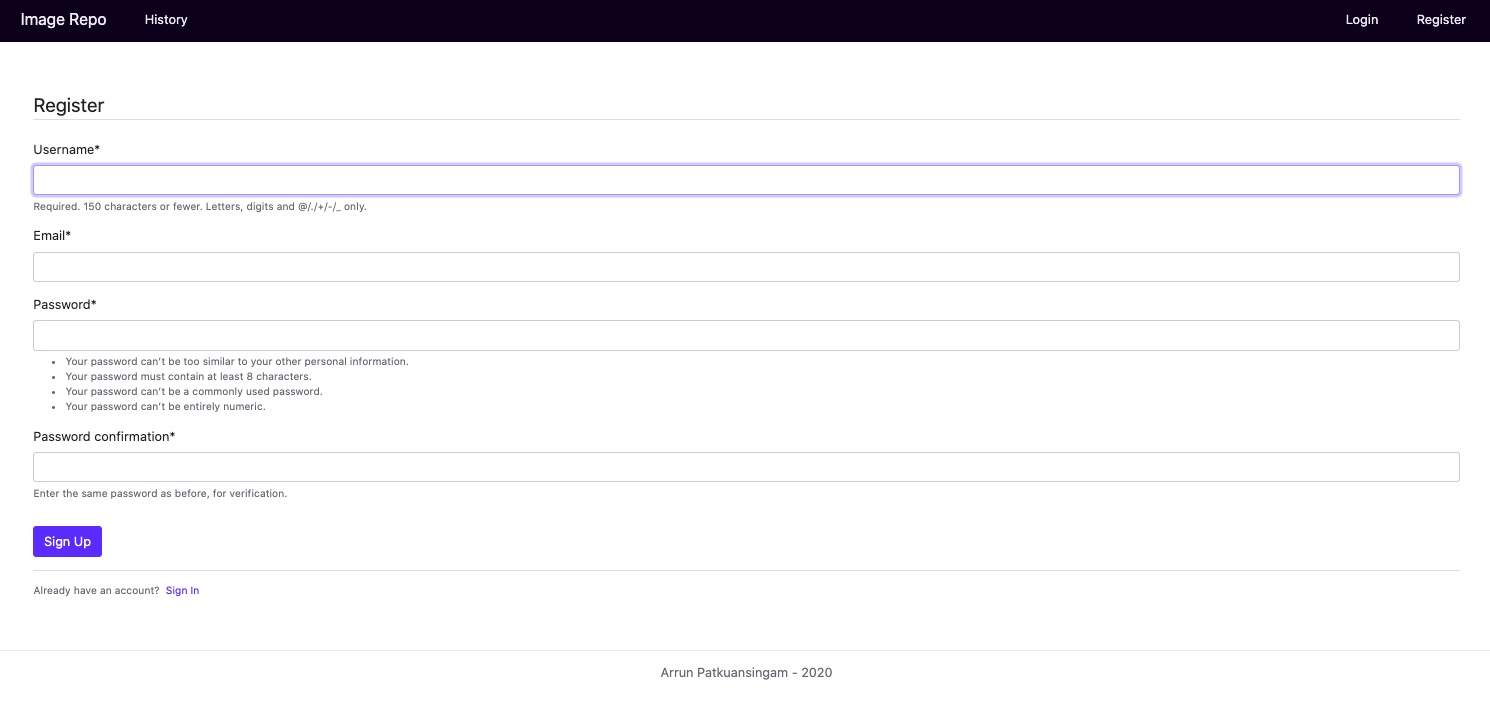 Image Repo History Login Register
Register
Username*
Required. 150 characters or fewer. Letters, digits and @/./+/-/_ only.
Email*
Password*
Your password can't be too similar to your other personal information.
Your password must contain at least 8 characters.
Your password can't be a commonly used password.
Your password can't be entirely numeric.
Password confirmation*
Enter the same password as before, for verification.
Sign Up
Already have an account? Sign In
Arrun Patkuansingam - 2020